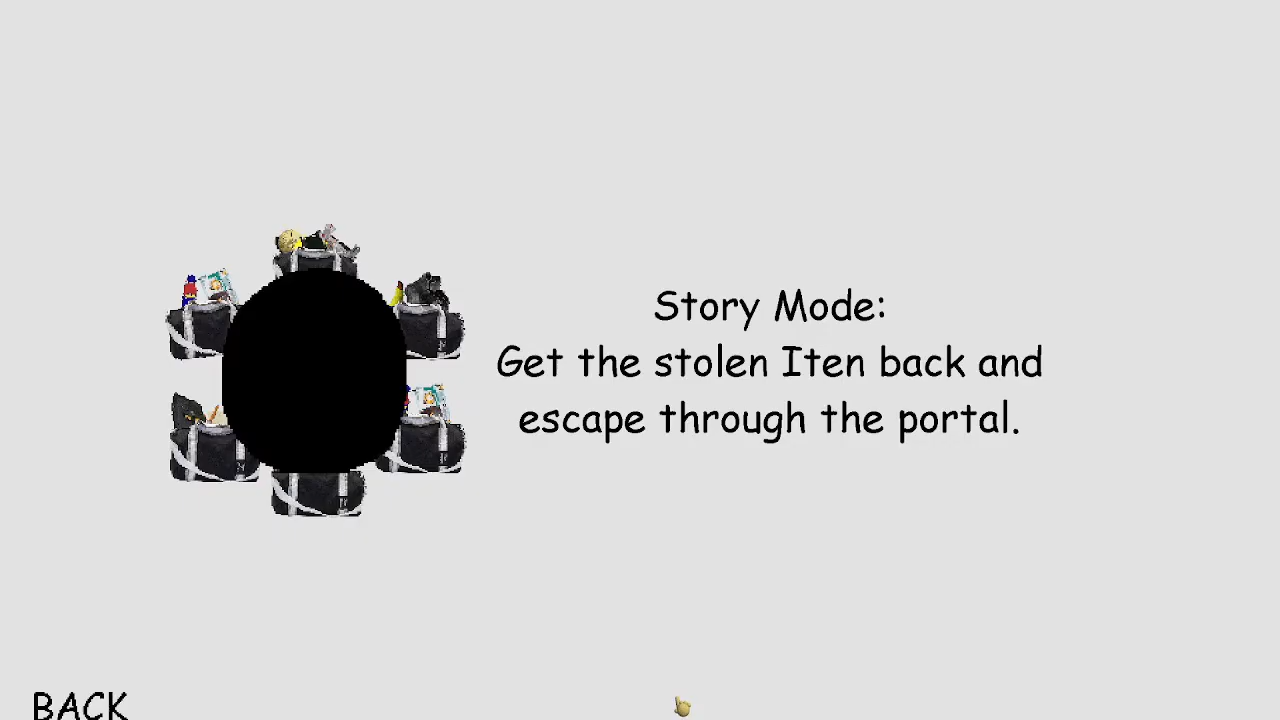 Story Mode:
Get the stolen Iten back and
escape through the portal.
BACK